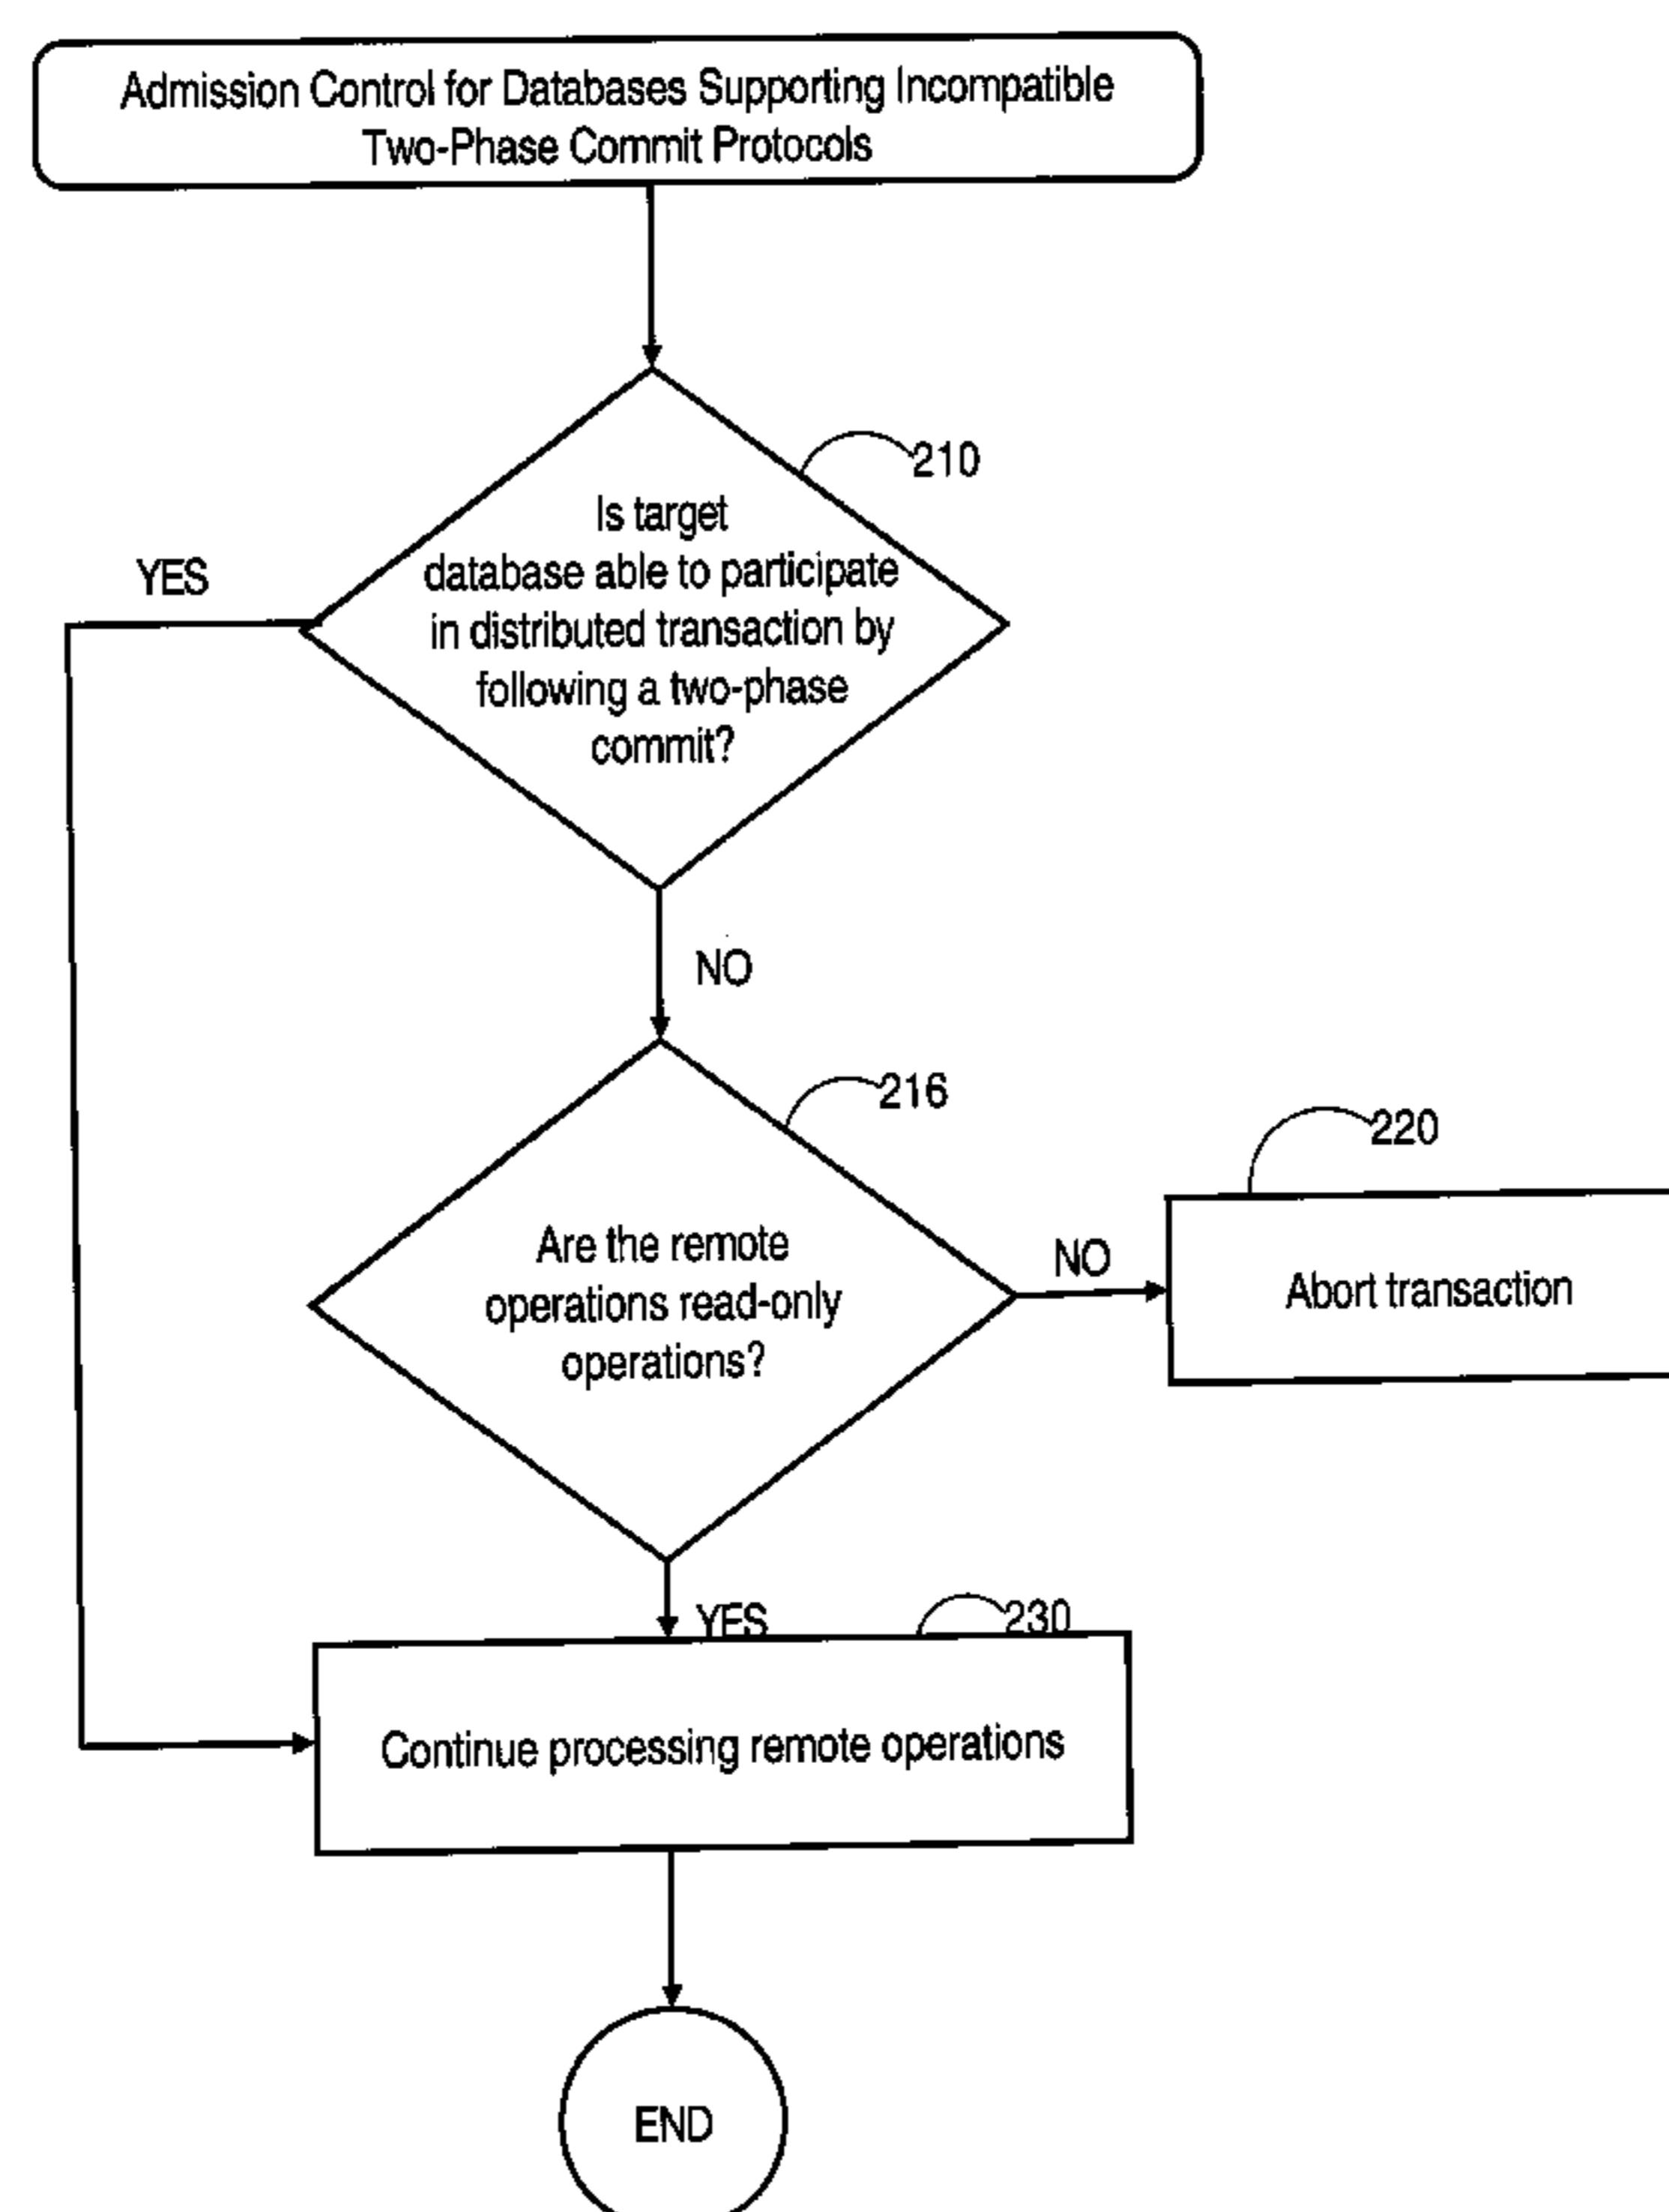 Admission Control for Databases Supporting Incompatible
Two-Phase Commit Protocols
210
Is target
database able to participate
in distributed transaction by
following a two-phase
commit?
YES
NO
216
Are the remote
operations read-only
operations?
NO
220
Abort transaction
YES
230
Continue processing remote operations
END